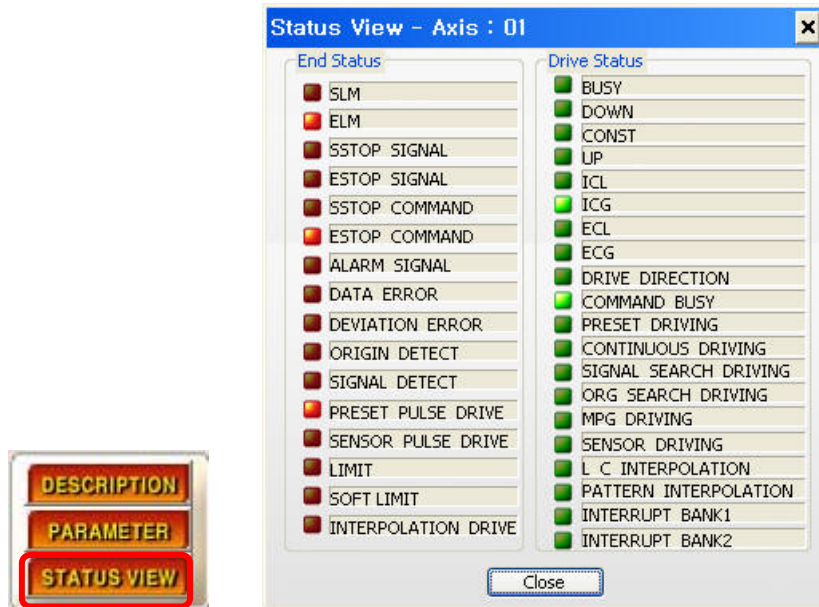 Status View - Axis : 01
End Status
SLM
ELM
SSTOP SIGNAL
ESTOP SIGNAL
SSTOP COMMAND
ESTOP COMMAND
ALARM SIGNAL
DATA ERROR
DEVIATION ERROR
ORIGIN DETECT
SIGNAL DETECT
PRESET PULSE DRIVE
SENSOR PULSE DRIVE
LIMIT
SOFT LIMIT
INTERPOLATION DRIVE
Drive Status
BUSY
DOWN
CONST
UP
ICL
ICG
ECL
ECG
DRIVE DIRECTION
COMMAND BUSY
PRESET DRIVING
CONTINUOUS DRIVING
SIGNAL SEARCH DRIVING
ORG SEARCH DRIVING
MPG DRIVING
SENSOR DRIVING
L C INTERPOLATION
PATTERN INTERPOLATION
INTERRUPT BANK1
INTERRUPT BANK2
Close
DESCRIPTION
PARAMETER
STATUS VIEW